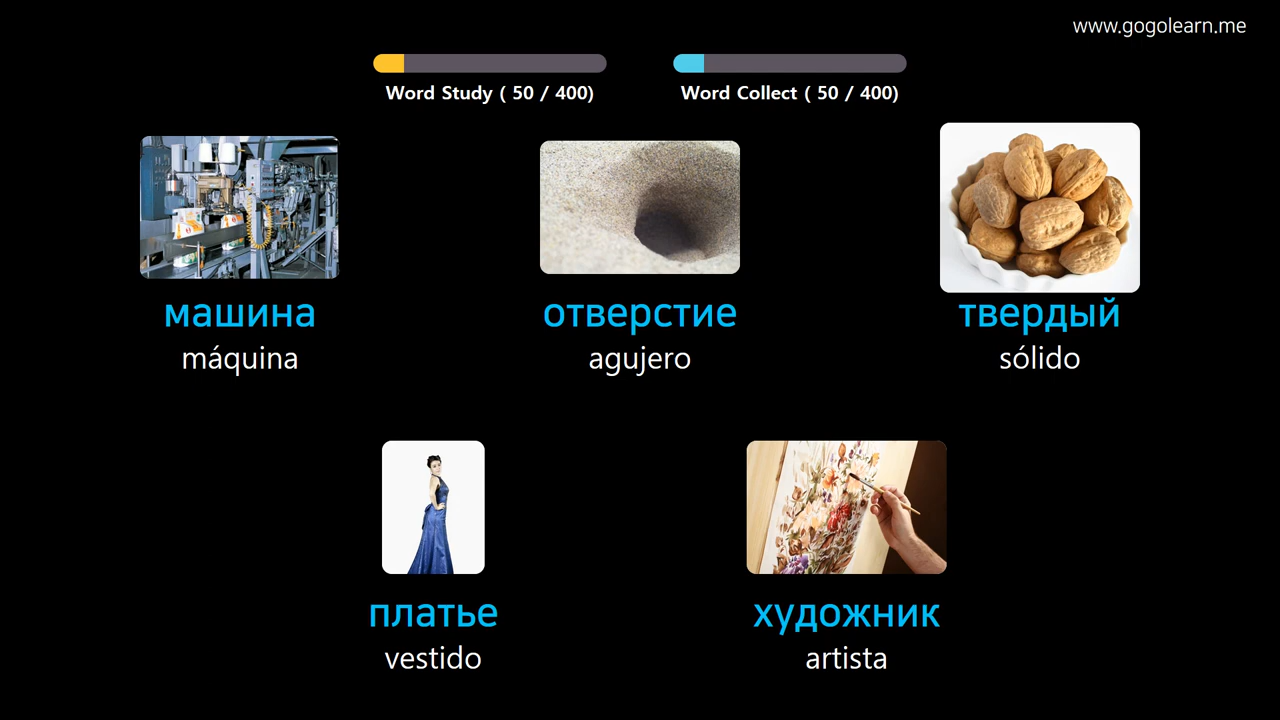 www.gogolearn.me
Word Study ( 50 / 400)
Word Collect ( 50 / 400)
машина
máquina
отверстие
agujero
твердый
sólido
платье
vestido
художник
artista